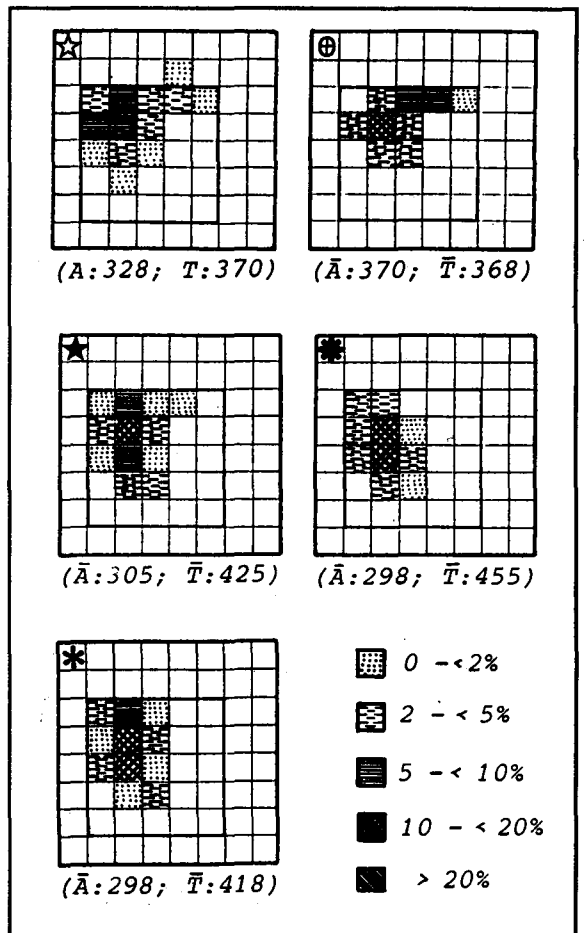 (A:328; T:370)
(Ā:370; T̄:368)
(Ā:305; T̄:425)
(Ā:298; T̄:455)
(Ā:298; T̄:418)
0 -<2%
2 - < 5%
5 -< 10%
10 - < 20%
> 20%